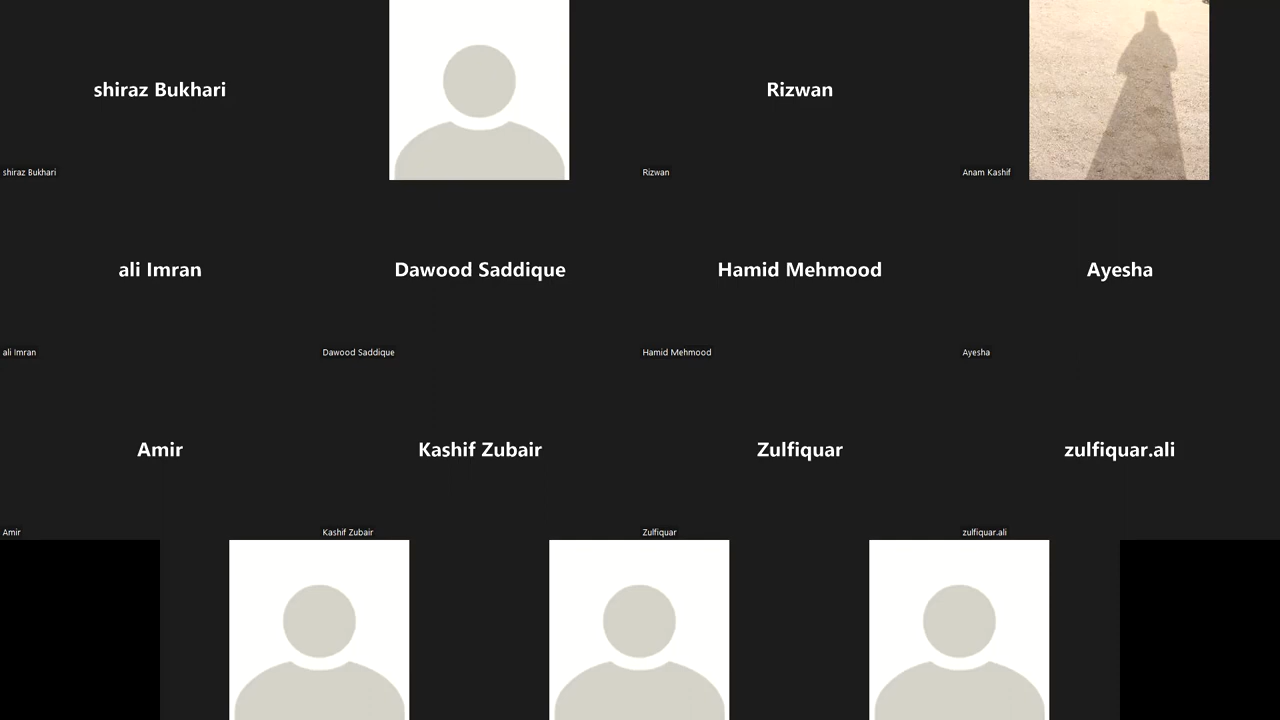 shiraz Bukhari
Rizwan
shiraz Bukhari
Rizwan
Anam Kashif
ali Imran
Dawood Saddique
Hamid Mehmood
Ayesha
ali Imran
Dawood Saddique
Hamid Mehmood
Ayesha
Amir
Kashif Zubair
Zulfiquar
zulfiquar.ali
Amir
Kashif Zubair
Zulfiquar
zulfiquar.ali